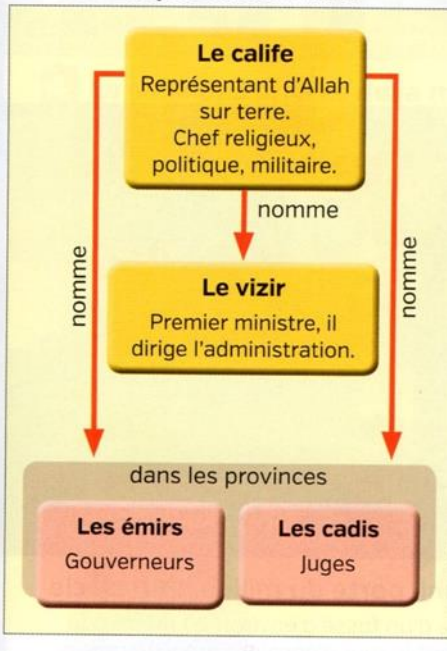 Le calife
Représentant d'Allah
sur terre.
Chef religieux,
politique, militaire.
nomme
nomme
nomme
Le vizir
Premier ministre, il
dirige l'administration.
dans les provinces
Les émirs
Gouverneurs
Les cadis
Juges